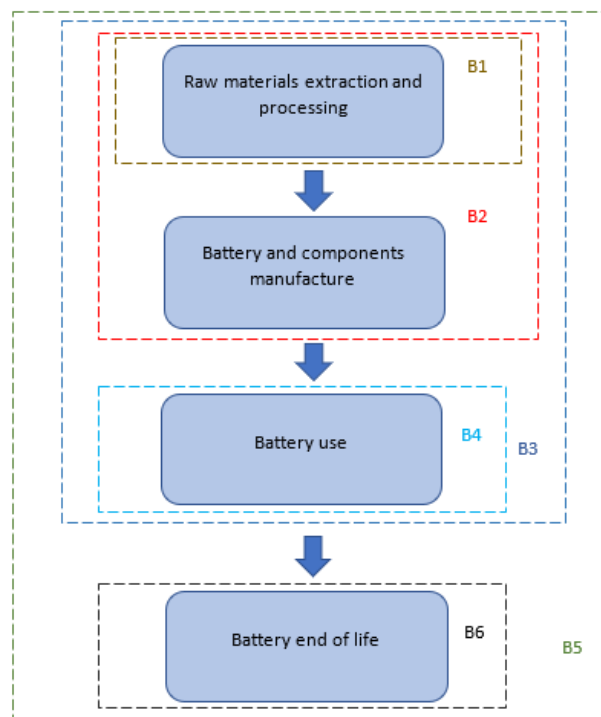 Raw materials extraction and
processing
B1
Battery and components
manufacture
B2
Battery use
B4
B3
Battery end of life
B6
B5